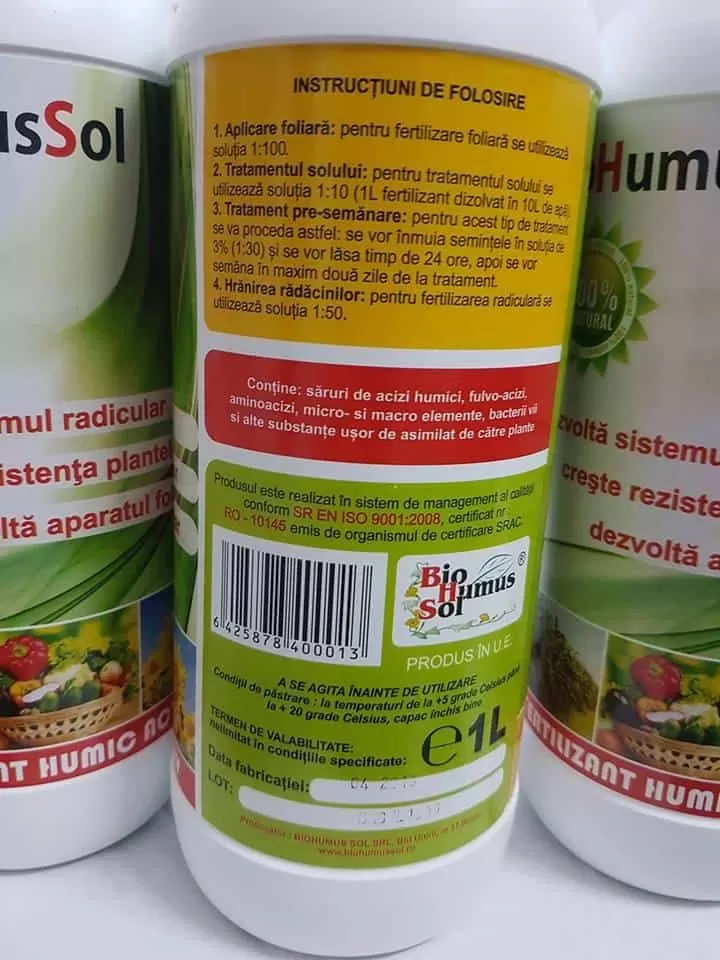 INSTRUCȚIUNI DE FOLOSIRE
1. Aplicare foliară: pentru fertilizare foliară se utilizează
soluția 1:100.
2. Tratamentul solului: pentru tratamentul solului se
utilizează soluția 1:10 (1L fertilizant dizolvat în 10L de apă)
3. Tratament pre-semănare: pentru acest tip de tratament
se va proceda astfel: se vor înmuia semințele în soluția de
3% (1:30) și se vor lăsa timp de 24 ore, apoi se vor
semăna în maxim două zile de la tratament.
4. Hrănirea rădăcinilor: pentru fertilizarea radiculară se
utilizează soluția 1:50.
Conține: săruri de acizi humici, fulvo-acizi,
aminoacizi, micro- si macro elemente, bacterii vii
si alte substanțe ușor de asimilat de către plante
Produsul este realizat în sistem de management al calității
conform SR EN ISO 9001:2008, certificat nr
RO - 10145 emis de organismul de certificare SRAC.
6 425878 400013
Bio
Humus
Sol
®
PRODUS ÎN U.E.
A SE AGITA ÎNAINTE DE UTILIZARE
Condiții de păstrare : la temperaturi de la +5 grade Celsius până
la + 20 grade Celsius, capac închis bine
TERMEN DE VALABILITATE:
nelimitat în condițiile specificate:
e 1L
Data fabricației:
LOT:
Producător : BIOHUMUS SOL SRL,
www.biohumussol.ro
usSol
mul radicular
istența plante
ltă aparatul fo
NT HUMIC AC
Humu
100%
NATURAL
zvoltă sistemu
crește reziste
dezvoltă a
FERTILIZANT HUMI